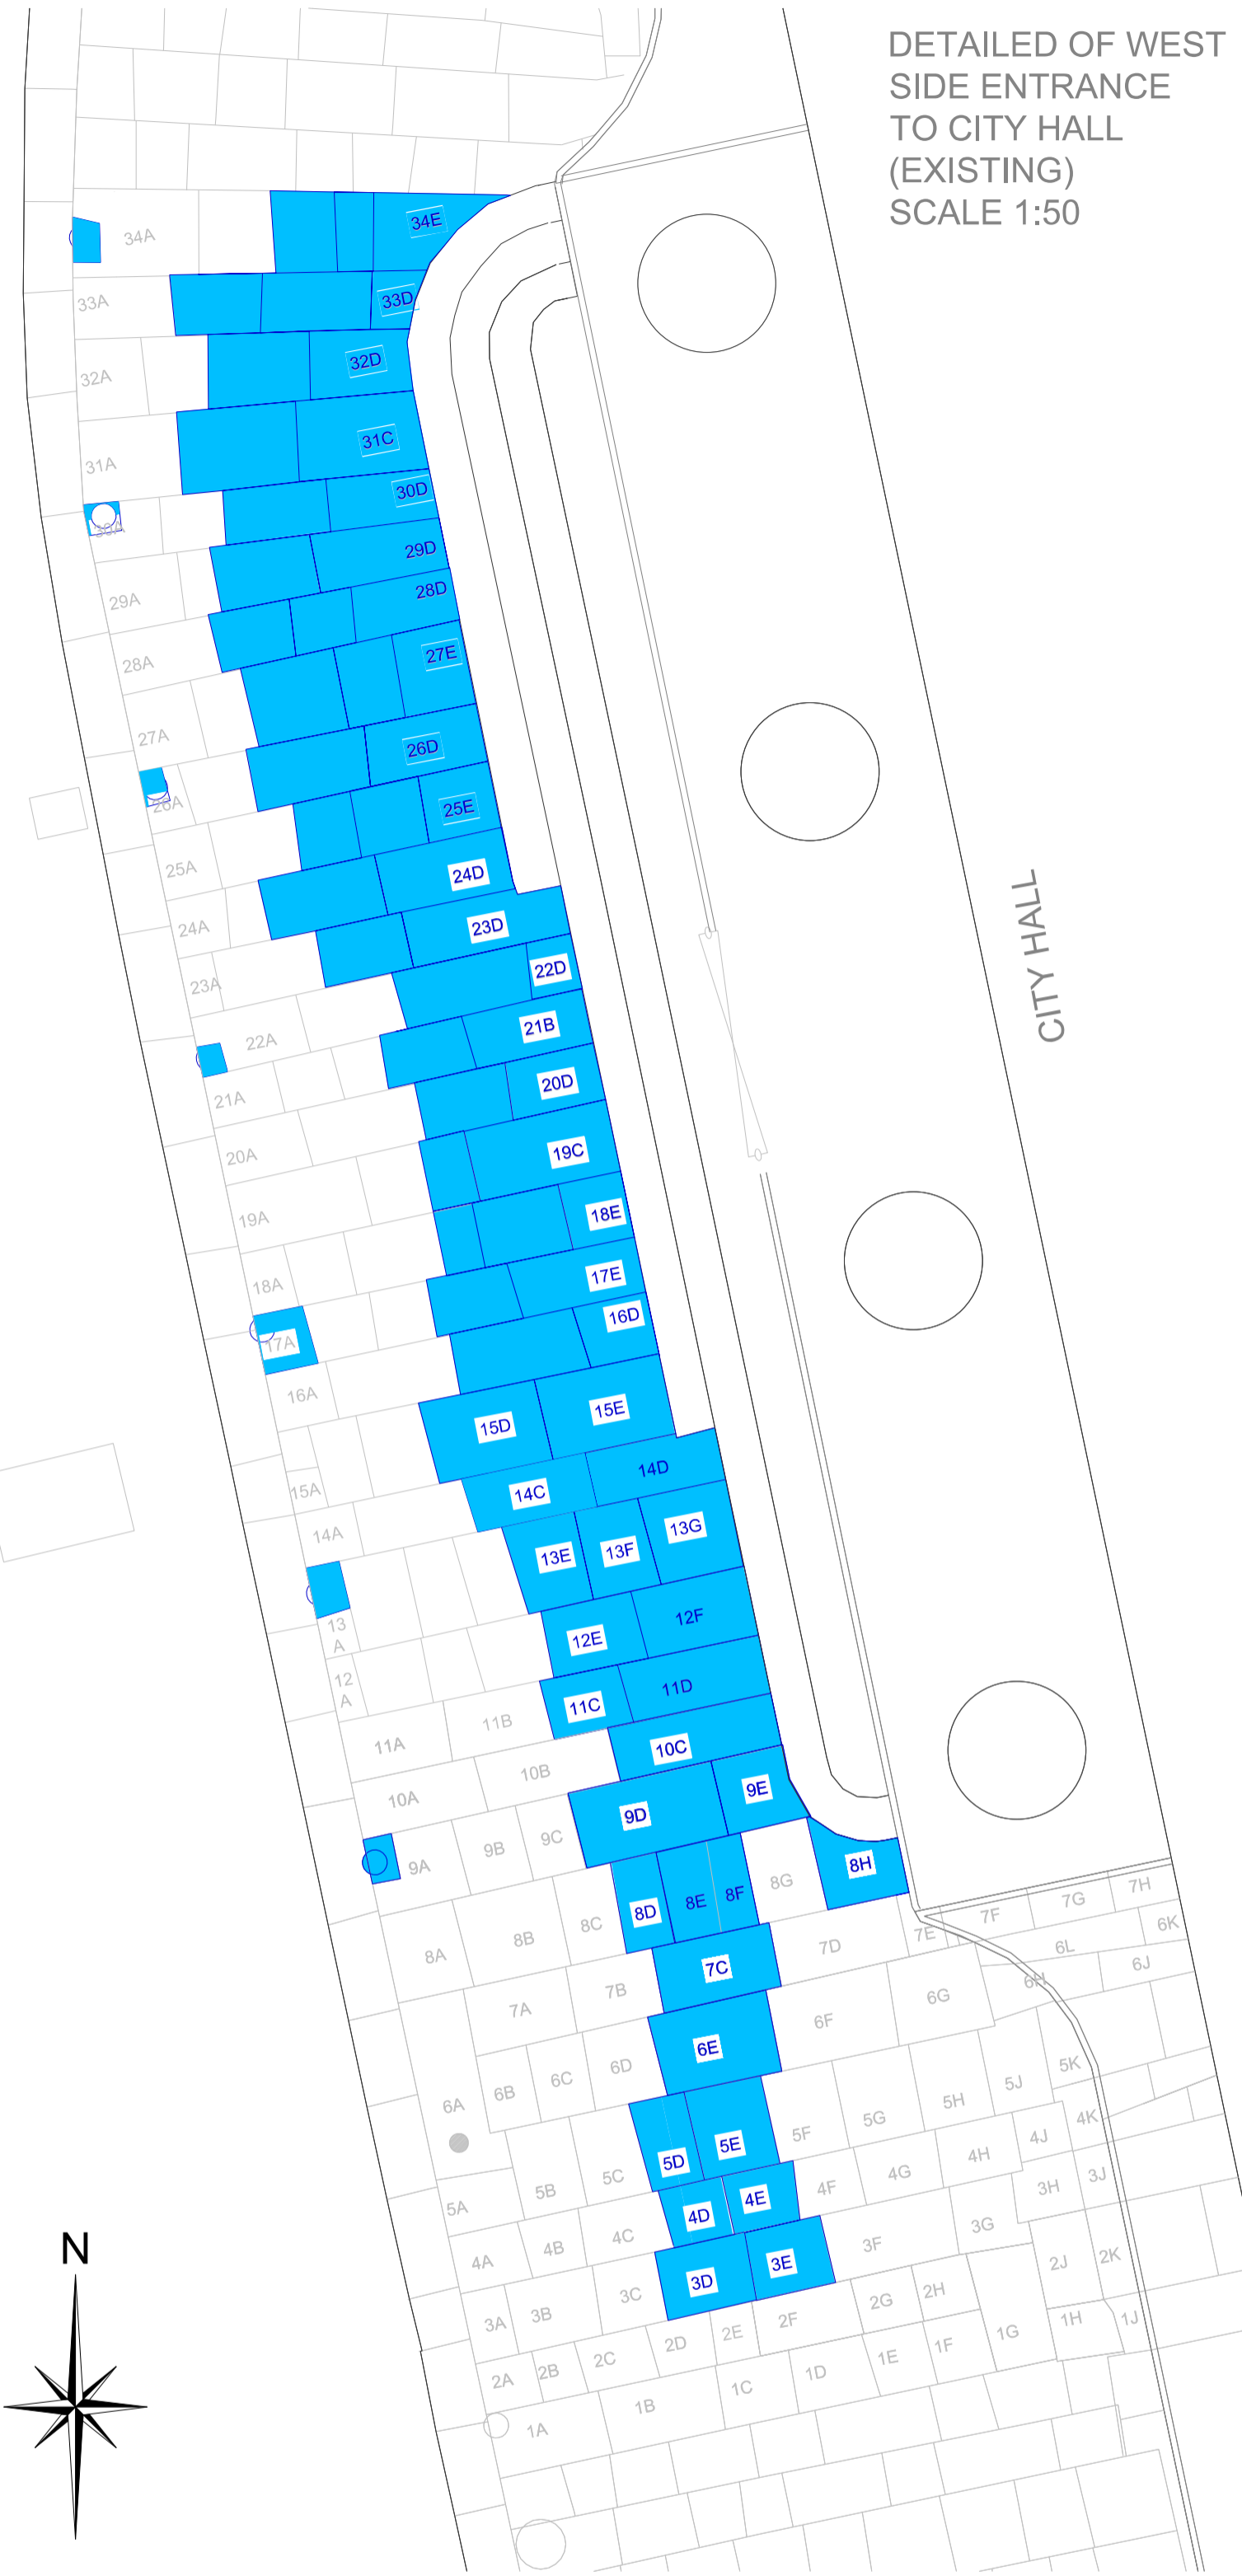 DETAILED OF WEST
SIDE ENTRANCE
TO CITY HALL
(EXISTING)
SCALE 1:50
34A 34E
33A 33D
32A 32D
31A 31C
30A 30D
29A 29D
28A 28D
27A 27E
26A 26D
25A 25E
24A 24D
23A 23D
22A 22D
21A 21B
20A 20D
19A 19C
18A 18E
17A 17E
16A 16D
15A 15D 15E
14A 14C 14D
13
A 13E 13F 13G
12
A 12E 12F
11A 11B 11C 11D
10A 10B 10C
9A 9B 9C 9D 9E
8A 8B 8C 8D 8E 8F 8G 8H
7A 7B 7C 7D 7E 7F 7G 7H
6A 6B 6C 6D 6E 6F 6G 6H 6L 6J 6K
5A 5B 5C 5D 5E 5F 5G 5H 5J 5K
4A 4B 4C 4D 4E 4F 4G 4H 4J 4K
3A 3B 3C 3D 3E 3F 3G 3H 3J
2A 2B 2C 2D 2E 2F 2G 2H 2J 2K
1A 1B 1C 1D 1E 1F 1G 1H 1J
CITY HALL
N